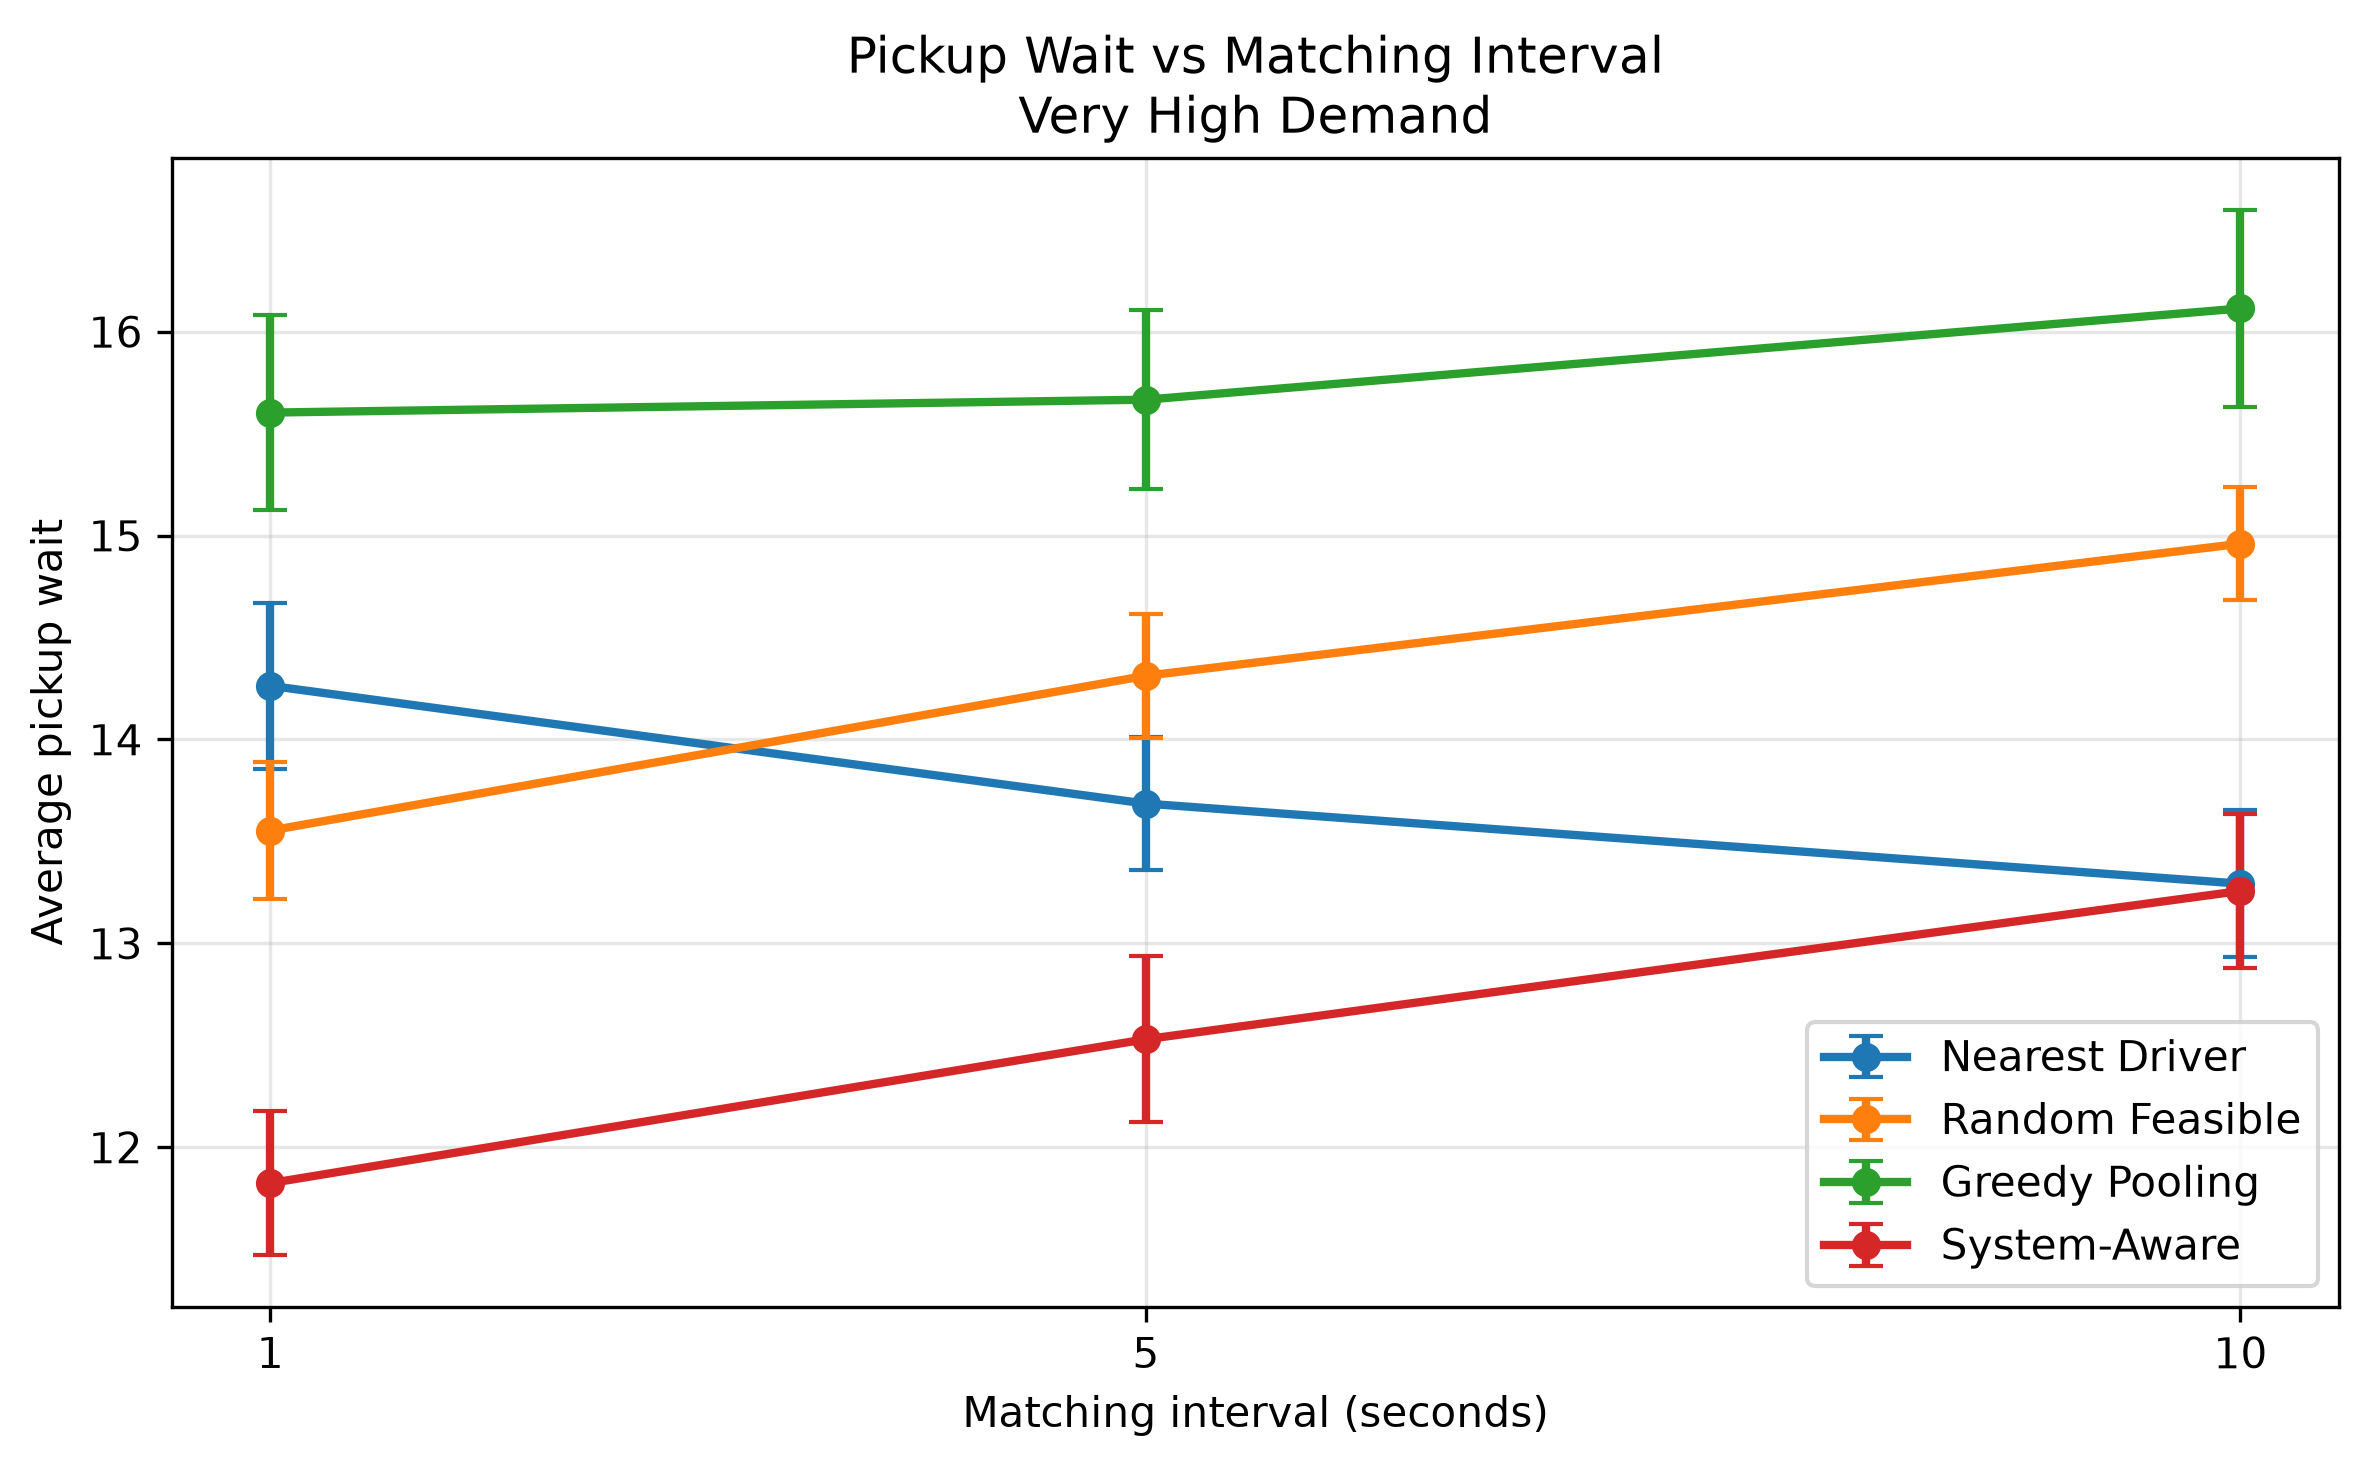 Pickup Wait vs Matching Interval
Very High Demand
Average pickup wait
16
15
14
13
12
1
5
10
Matching interval (seconds)
Nearest Driver
Random Feasible
Greedy Pooling
System-Aware